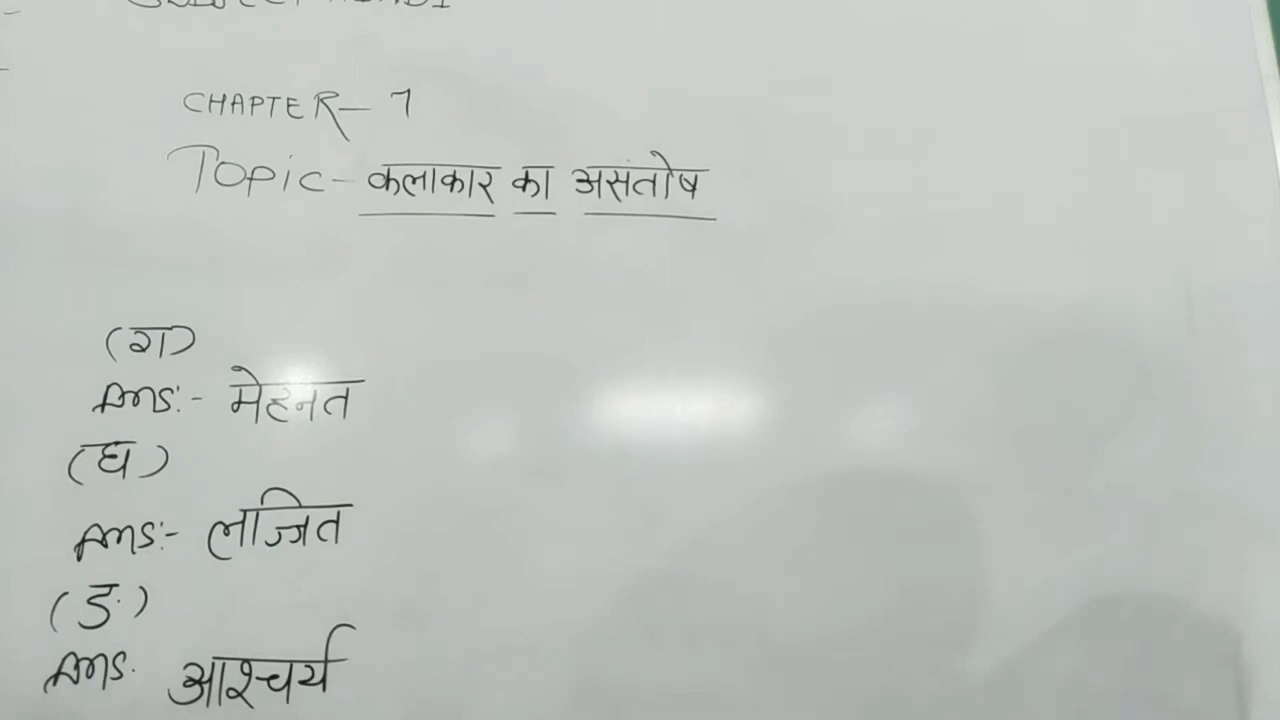 CHAPTER- 7
Topic- कलाकार का असंतोष
(ग)
Ans:- मेहनत
(घ)
Ans:- लज्जित
(ङ)
Ans. आश्चर्य